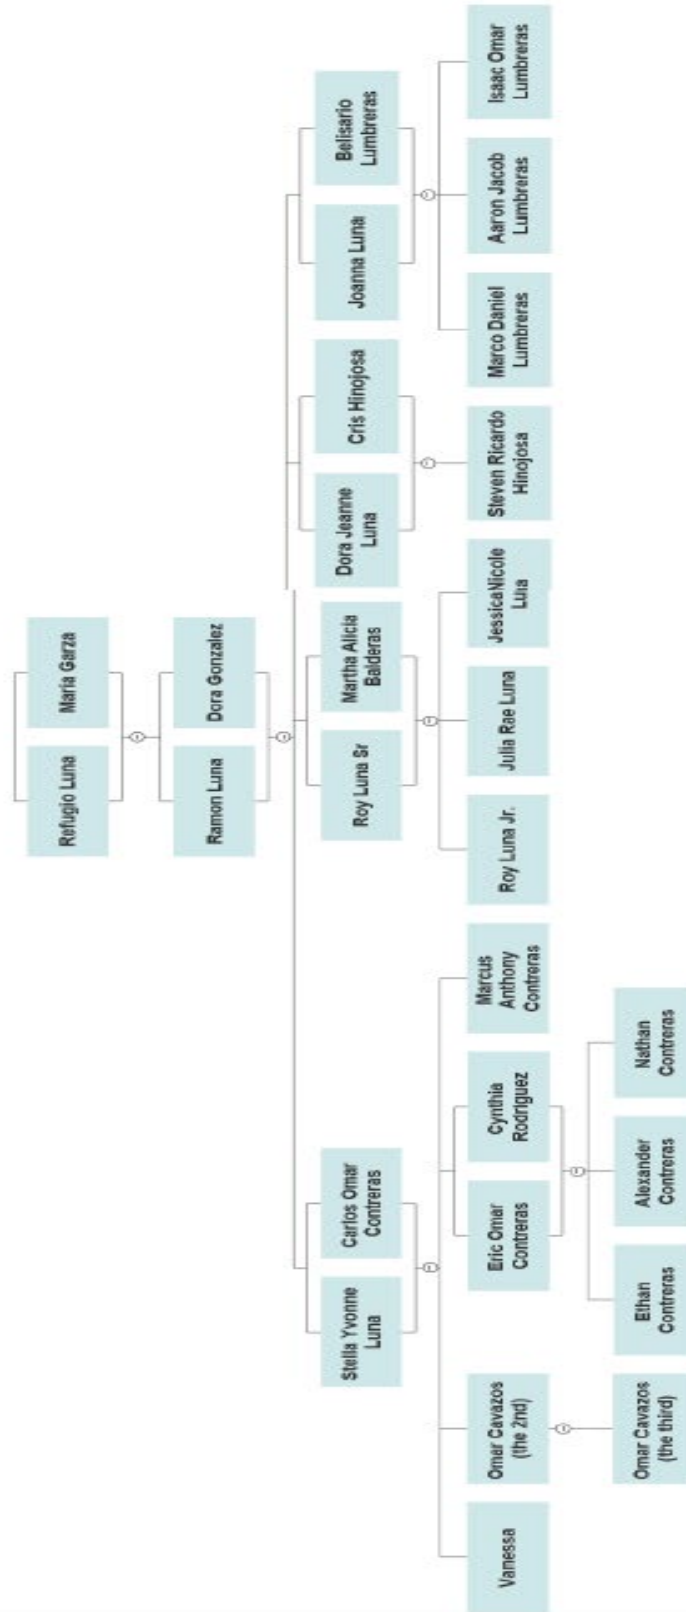 Refugio Luna
Maria Garza
Ramon Luna
Dora Gonzalez
Stella Yvonne
Luna
Carlos Omar
Contreras
Roy Luna Sr
Martha Alicia
Balderas
Dora Jeanne
Luna
Cris Hinojosa
Joanna Luna
Belisario
Lumbreras
Vanessa
Omar Cavazos
(the 2nd)
Eric Omar
Contreras
Cynthia
Rodriguez
Marcus
Anthony
Contreras
Roy Luna Jr.
Julia Rae Luna
Jessica Nicole
Luna
Steven Ricardo
Hinojosa
Marco Daniel
Lumbreras
Aaron Jacob
Lumbreras
Isaac Omar
Lumbreras
Omar Cavazos
(the third)
Ethan
Contreras
Alexander
Contreras
Nathan
Contreras